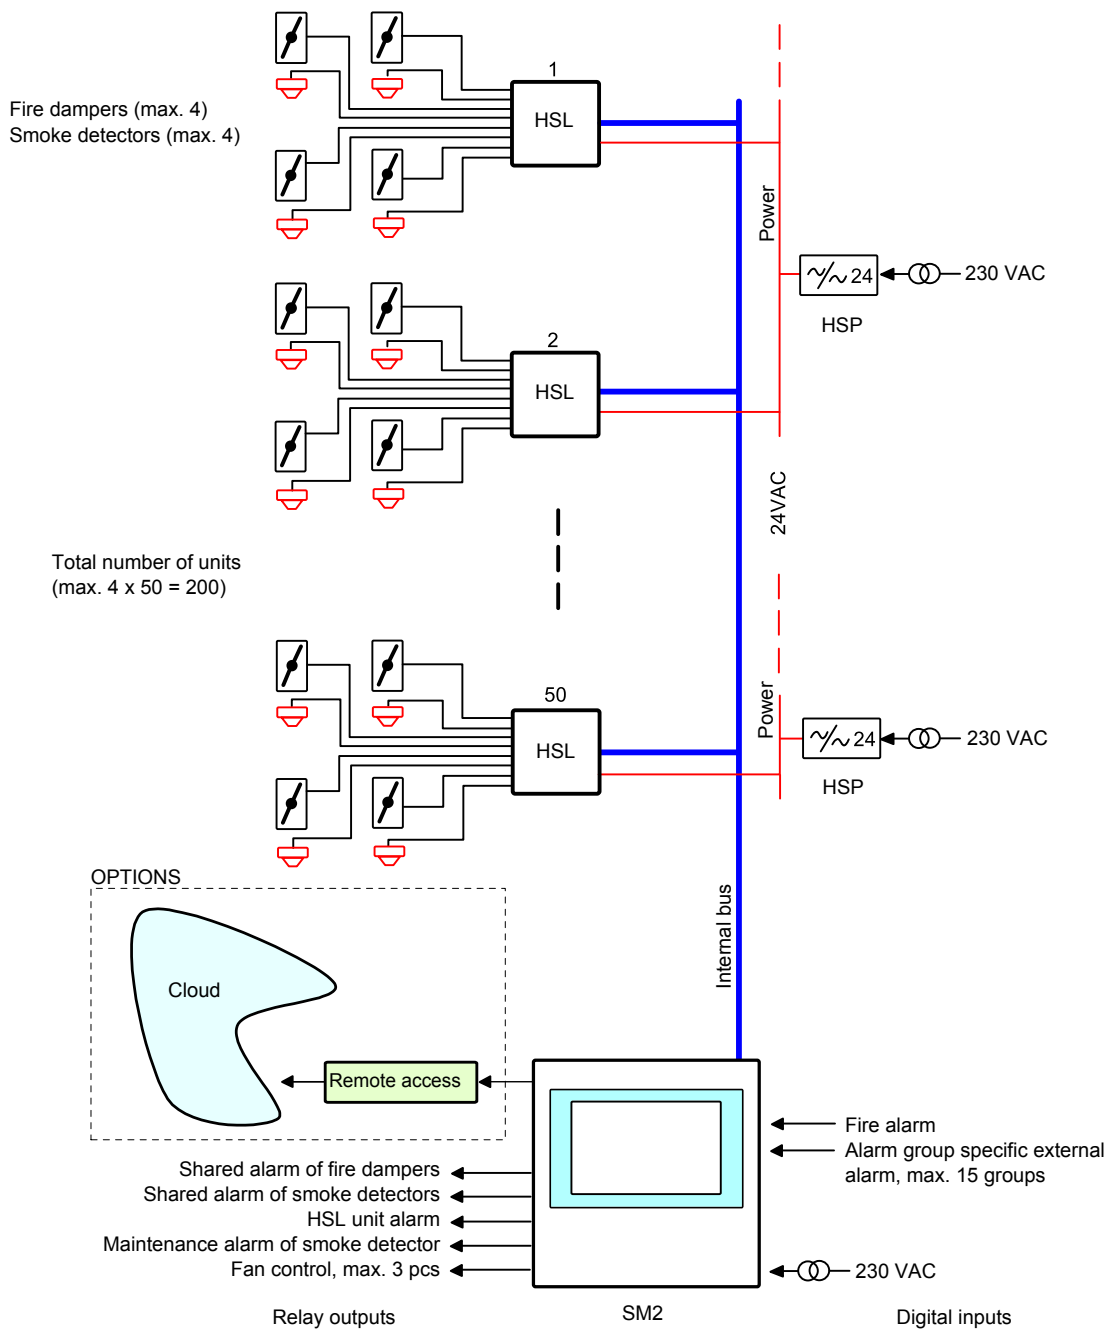 1
Fire dampers (max. 4)
Smoke detectors (max. 4)
HSL
Power
24
230 VAC
HSP
2
HSL
24VAC
Total number of units
(max. 4 x 50 = 200)
50
HSL
Power
24
230 VAC
HSP
OPTIONS
Cloud
Internal bus
Remote access
Fire alarm
Alarm group specific external
alarm, max. 15 groups
Shared alarm of fire dampers
Shared alarm of smoke detectors
HSL unit alarm
Maintenance alarm of smoke detector
Fan control, max. 3 pcs
230 VAC
Relay outputs
SM2
Digital inputs